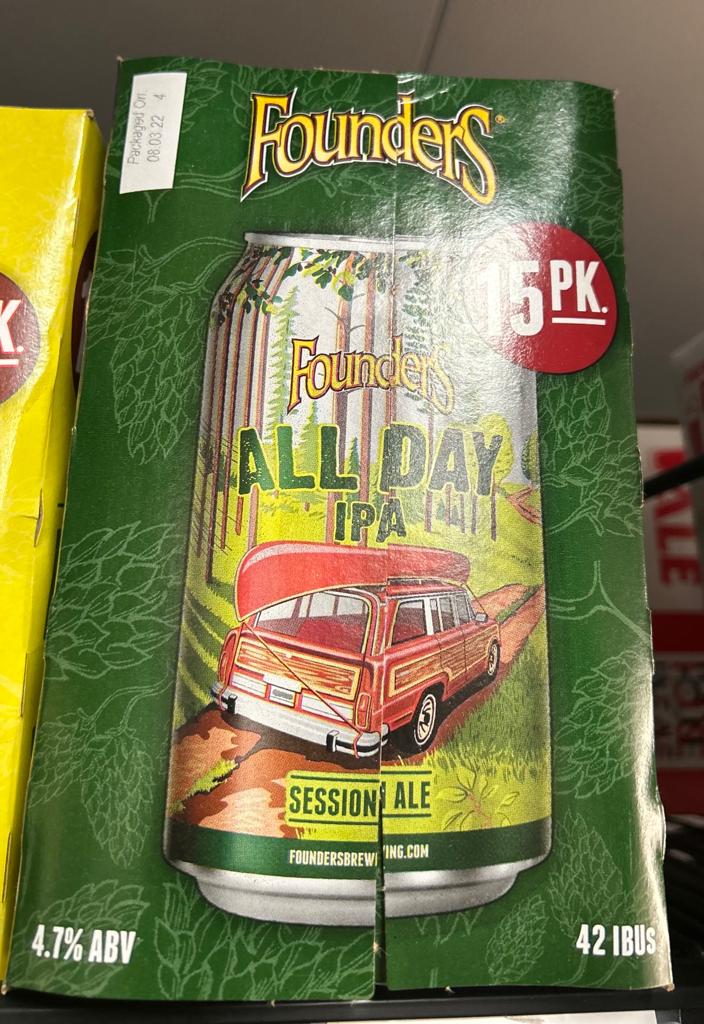 Packaged On:
08.03.22 4
Founders®
15 PK.
Founders
ALL DAY
IPA
SESSION ALE
FOUNDERSBREWING.COM
4.7% ABV
42 IBUs
K.
ALE